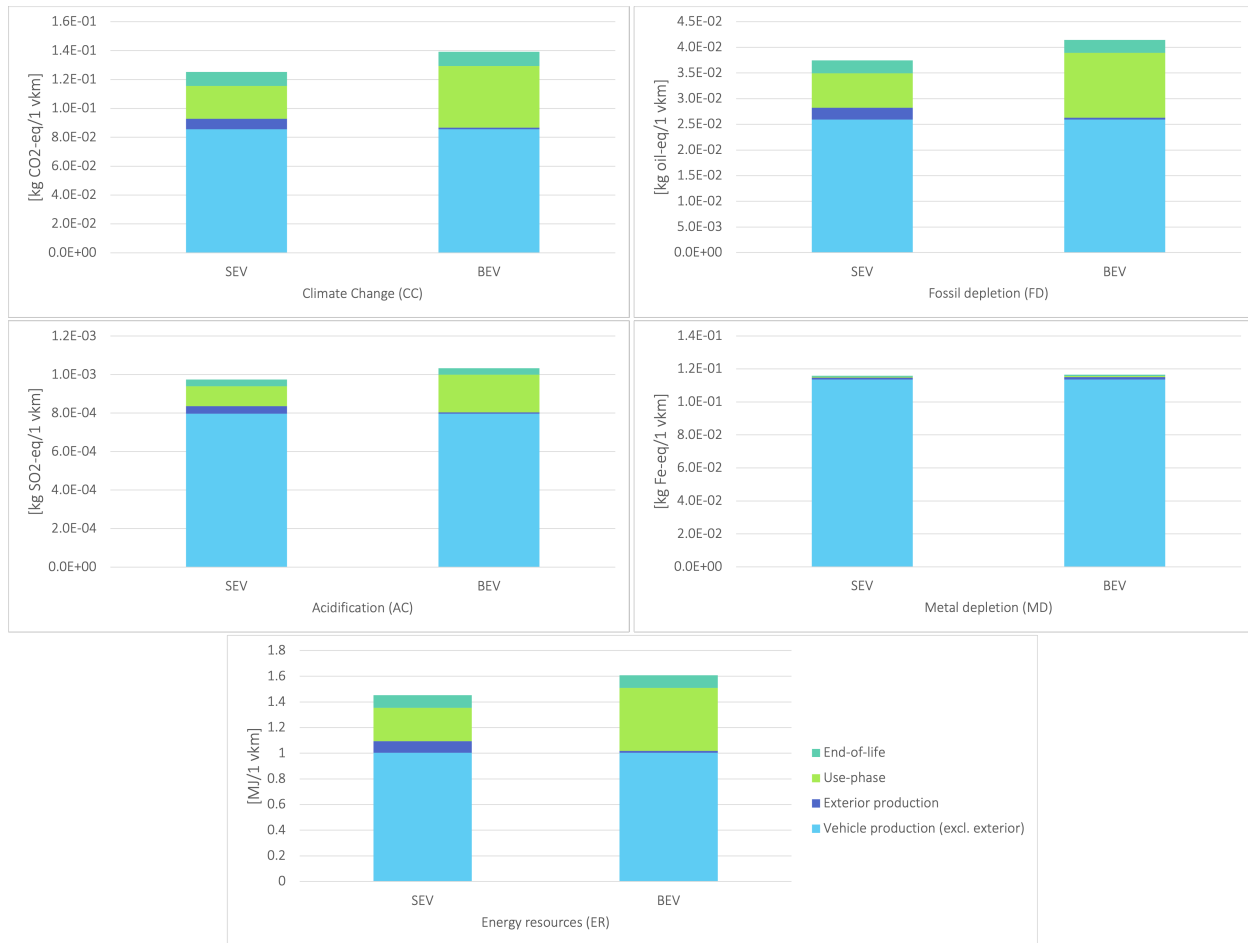 1.6E-01
1.4E-01
1.2E-01
1.0E-01
8.0E-02
6.0E-02
4.0E-02
2.0E-02
0.0E+00
[kg CO2-eq/1 vkm]
SEV BEV
Climate Change (CC)
4.5E-02
4.0E-02
3.5E-02
3.0E-02
2.5E-02
2.0E-02
1.5E-02
1.0E-02
5.0E-03
0.0E+00
[kg oil-eq/1 vkm]
SEV BEV
Fossil depletion (FD)
1.2E-03
1.0E-03
8.0E-04
6.0E-04
4.0E-04
2.0E-04
0.0E+00
[kg SO2-eq/1 vkm]
SEV BEV
Acidification (AC)
1.4E-01
1.2E-01
1.0E-01
8.0E-02
6.0E-02
4.0E-02
2.0E-02
0.0E+00
[kg Fe-eq/1 vkm]
SEV BEV
Metal depletion (MD)
1.8
1.6
1.4
1.2
1
0.8
0.6
0.4
0.2
0
[MJ/1 vkm]
SEV BEV
Energy resources (ER)
End-of-life
Use-phase
Exterior production
Vehicle production (excl. exterior)